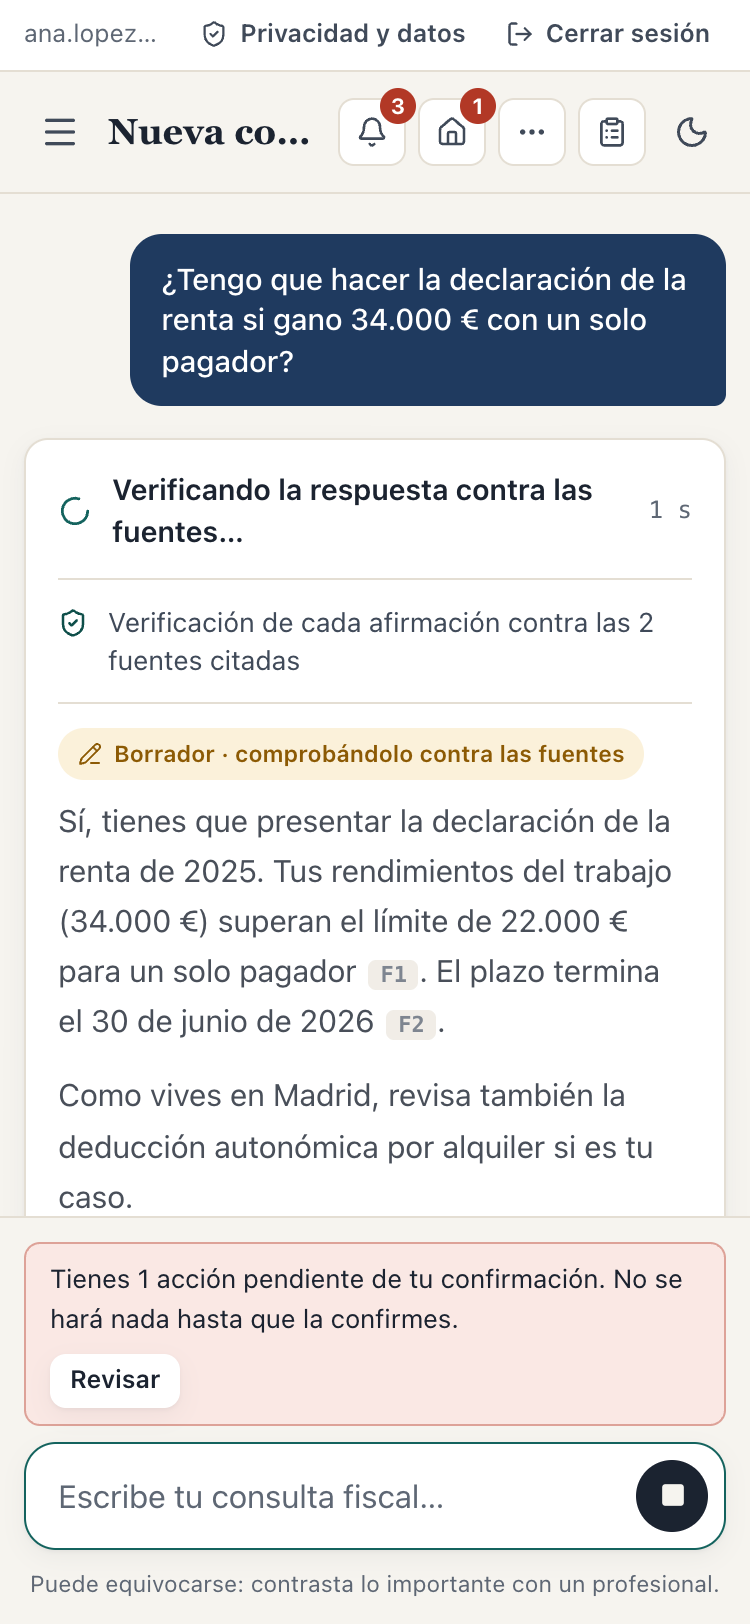 ana.lopez...
Privacidad y datos
Cerrar sesión
Nueva co...
3
1
¿Tengo que hacer la declaración de la
renta si gano 34.000 € con un solo
pagador?
Verificando la respuesta contra las
fuentes...
1 s
Verificación de cada afirmación contra las 2
fuentes citadas
Borrador · comprobándolo contra las fuentes
Sí, tienes que presentar la declaración de la
renta de 2025. Tus rendimientos del trabajo
(34.000 €) superan el límite de 22.000 €
para un solo pagador F1. El plazo termina
el 30 de junio de 2026 F2.
Como vives en Madrid, revisa también la
deducción autonómica por alquiler si es tu
caso.
Tienes 1 acción pendiente de tu confirmación. No se
hará nada hasta que la confirmes.
Revisar
Escribe tu consulta fiscal...
Puede equivocarse: contrasta lo importante con un profesional.